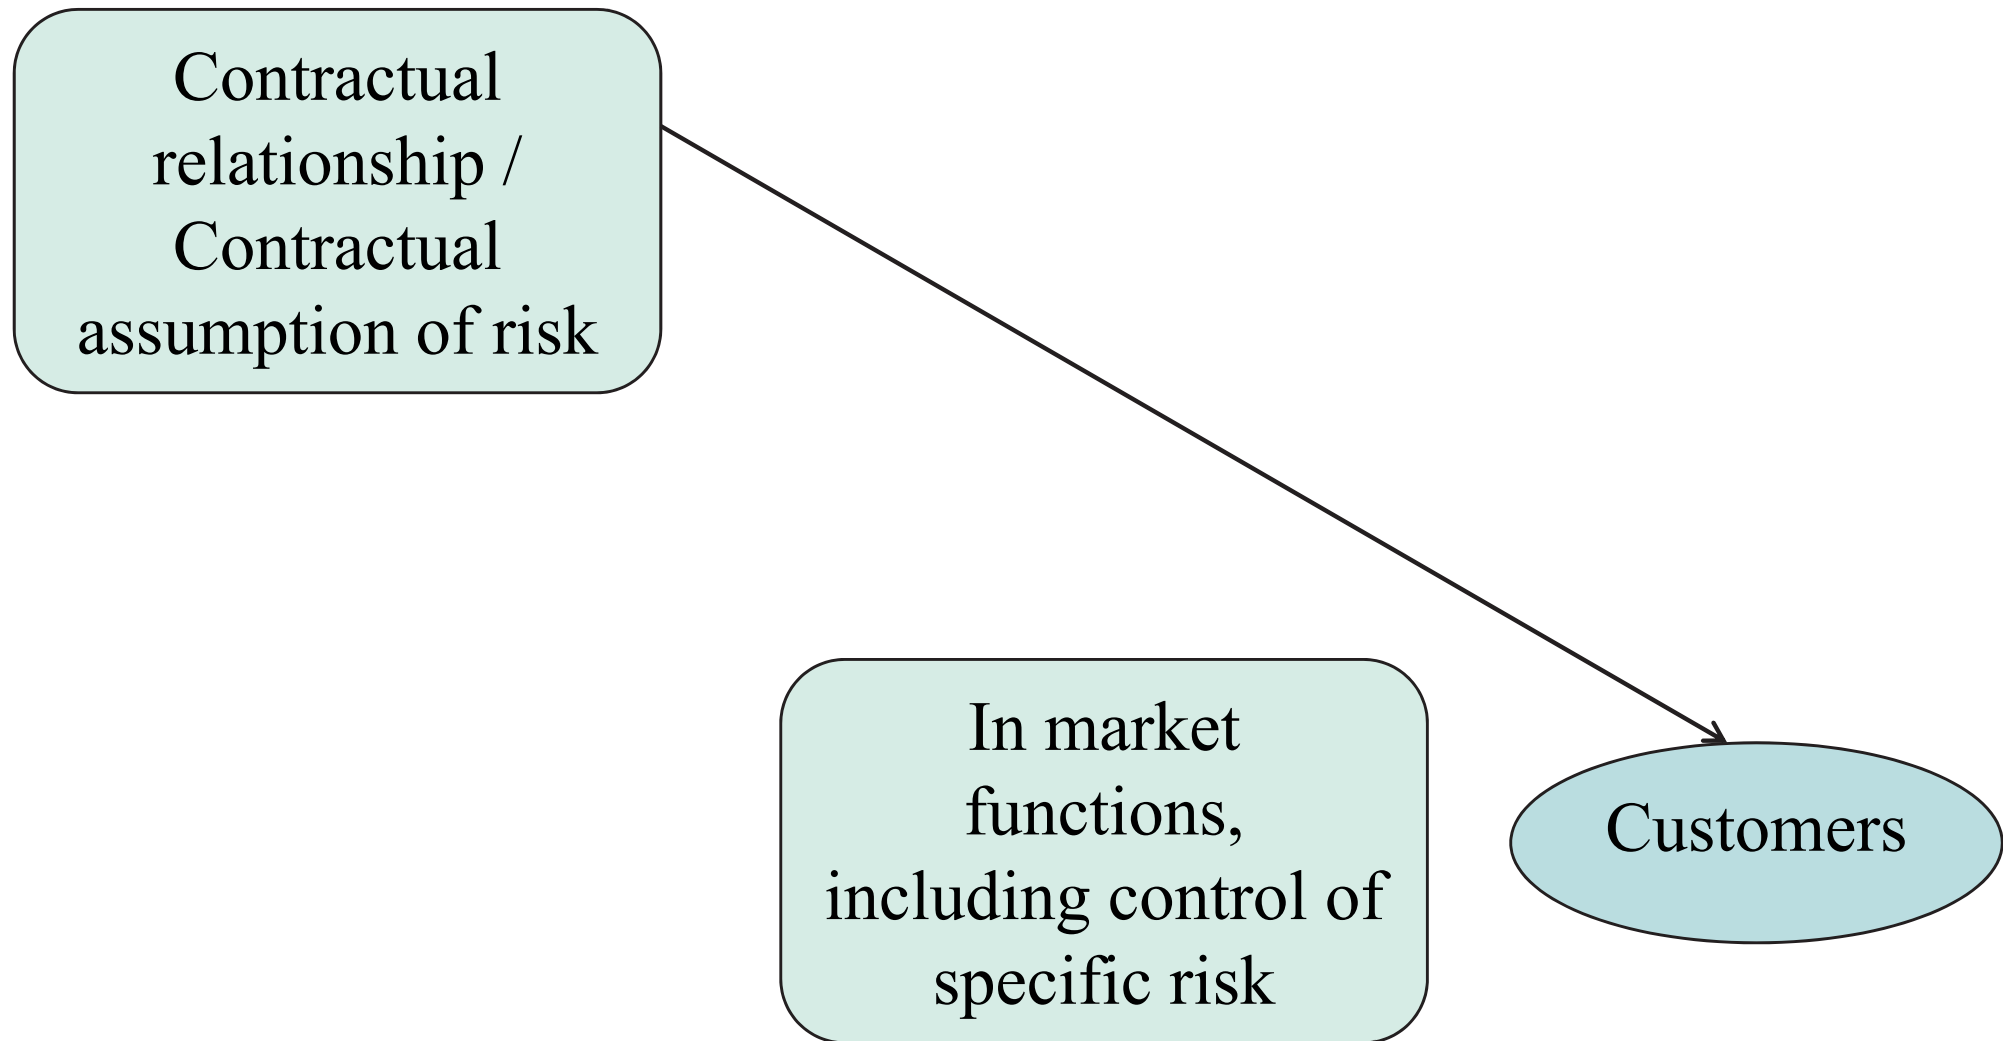 Contractual
relationship /
Contractual
assumption of risk
In market
functions,
including control of
specific risk
Customers